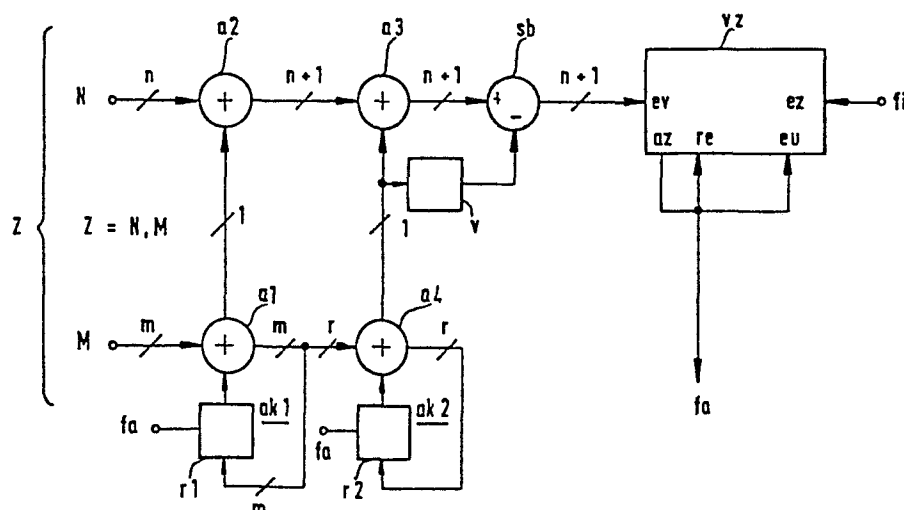 a2 a3 sb vz
N n n+1 n+1 n+1 ev ez fi
+ + + −
az re eu
1 1 v
Z Z = N,M
a1 a4
M m m r r
+ +
fa ak1 fa ak2
r1 m r2
fa